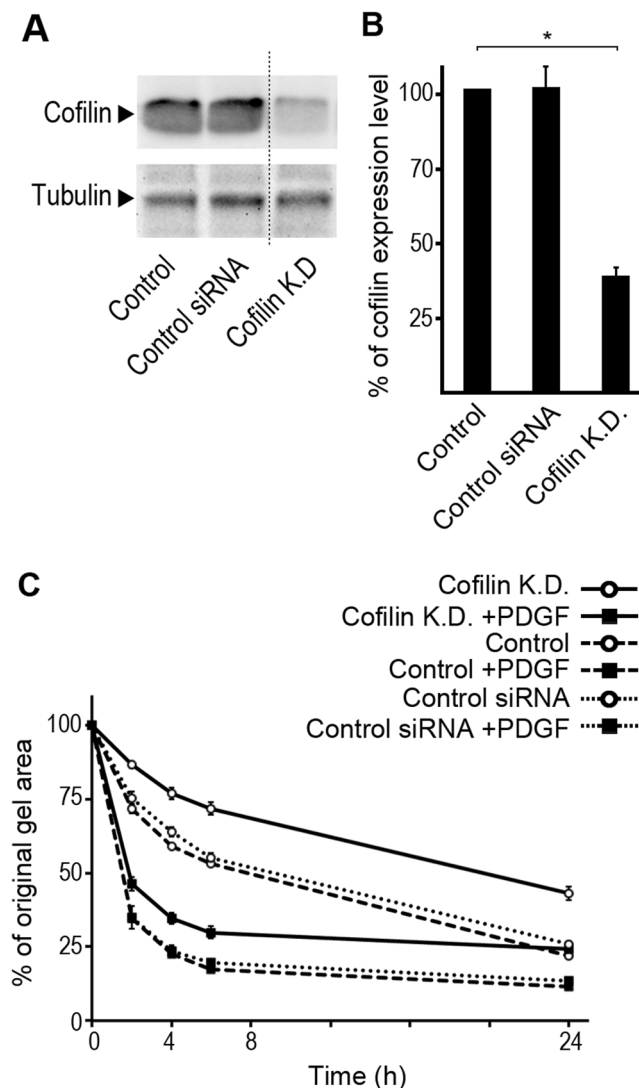 A
Cofilin
Tubulin
Control
Control siRNA
Cofilin K.D
B
*
% of cofilin expression level
100
70
50
25
Control
Control siRNA
Cofilin K.D.
C
Cofilin K.D.
Cofilin K.D. +PDGF
Control
Control +PDGF
Control siRNA
Control siRNA +PDGF
% of original gel area
100
75
50
25
0
0 4 8 24
Time (h)